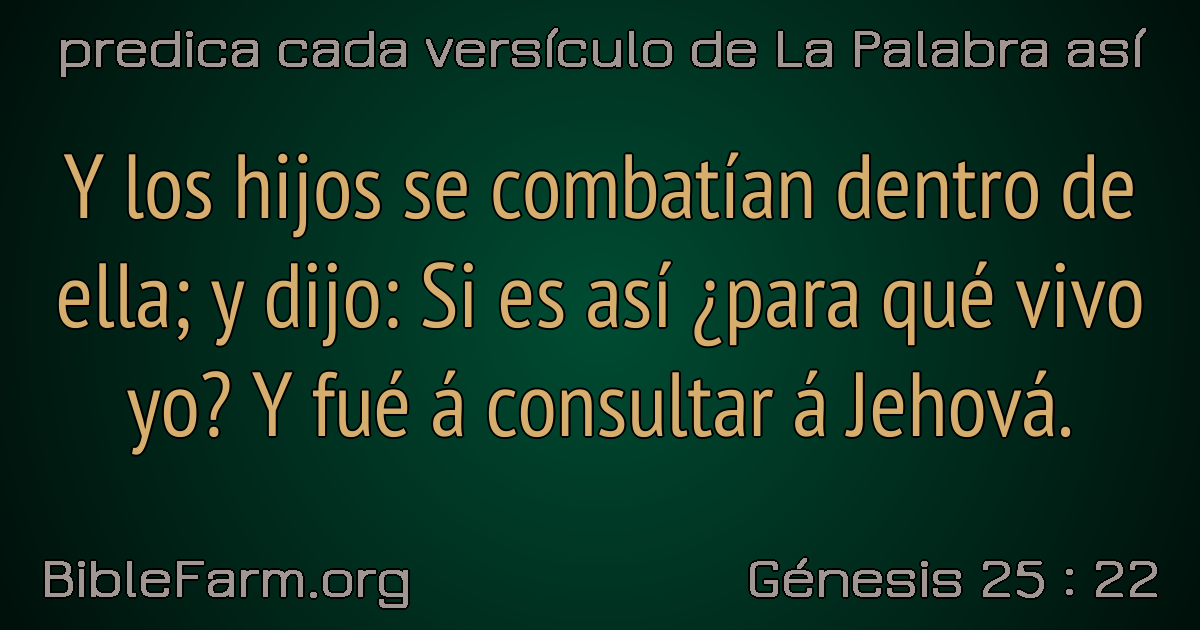 predica cada versículo de La Palabra así
Y los hijos se combatían dentro de
ella; y dijo: Si es así ¿para qué vivo
yo? Y fué á consultar á Jehová.
BibleFarm.org
Génesis 25 : 22